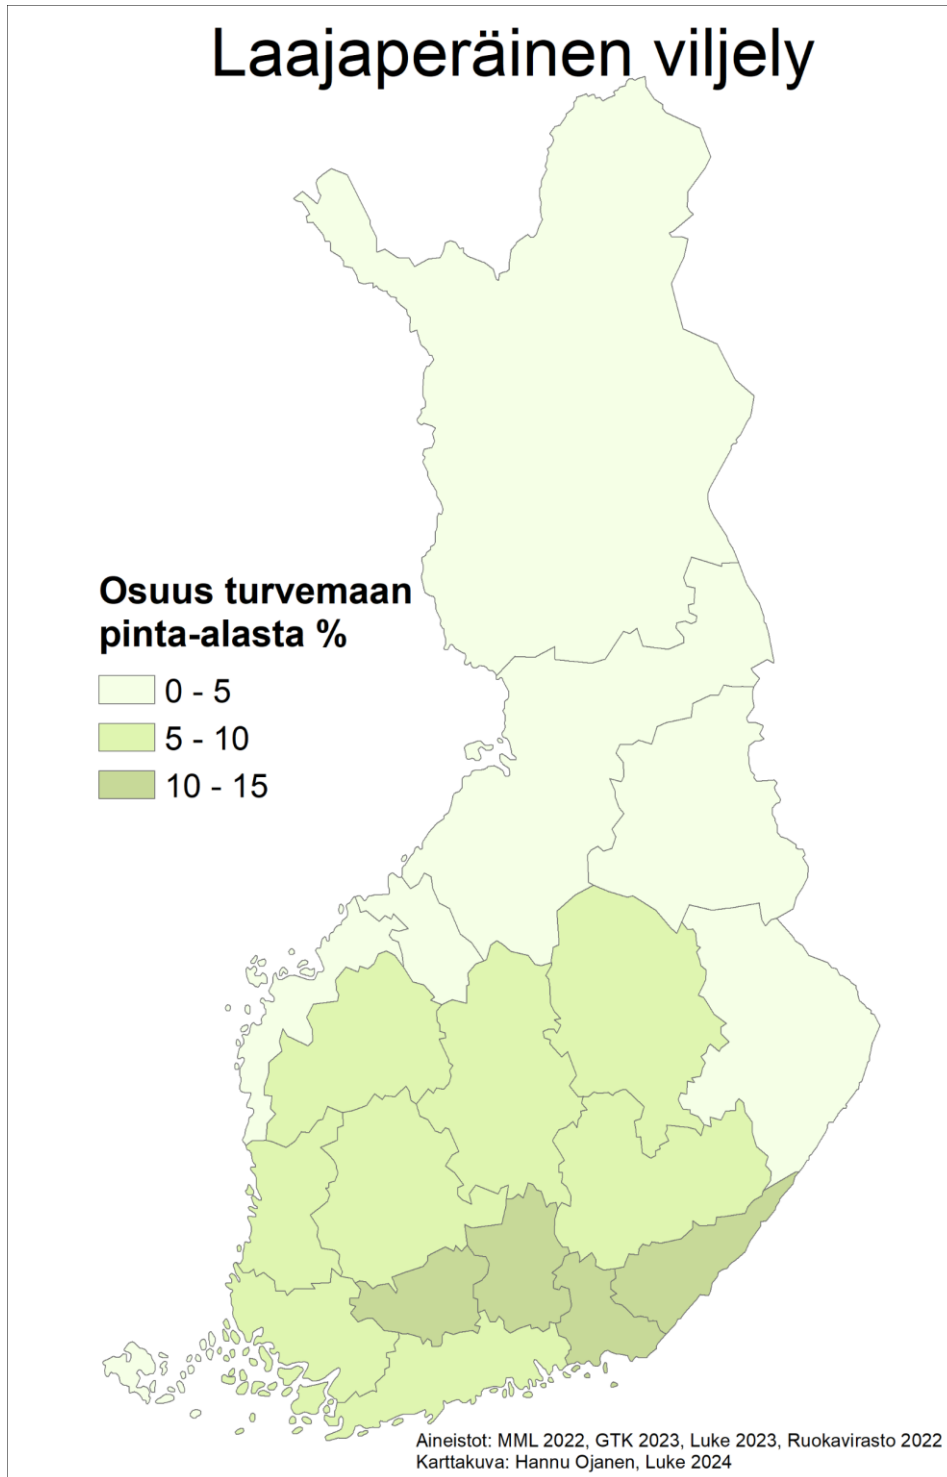 Laajaperäinen viljely
Osuus turvemaan
pinta-alasta %
0 - 5
5 - 10
10 - 15
Aineistot: MML 2022, GTK 2023, Luke 2023, Ruokavirasto 2022
Karttakuva: Hannu Ojanen, Luke 2024